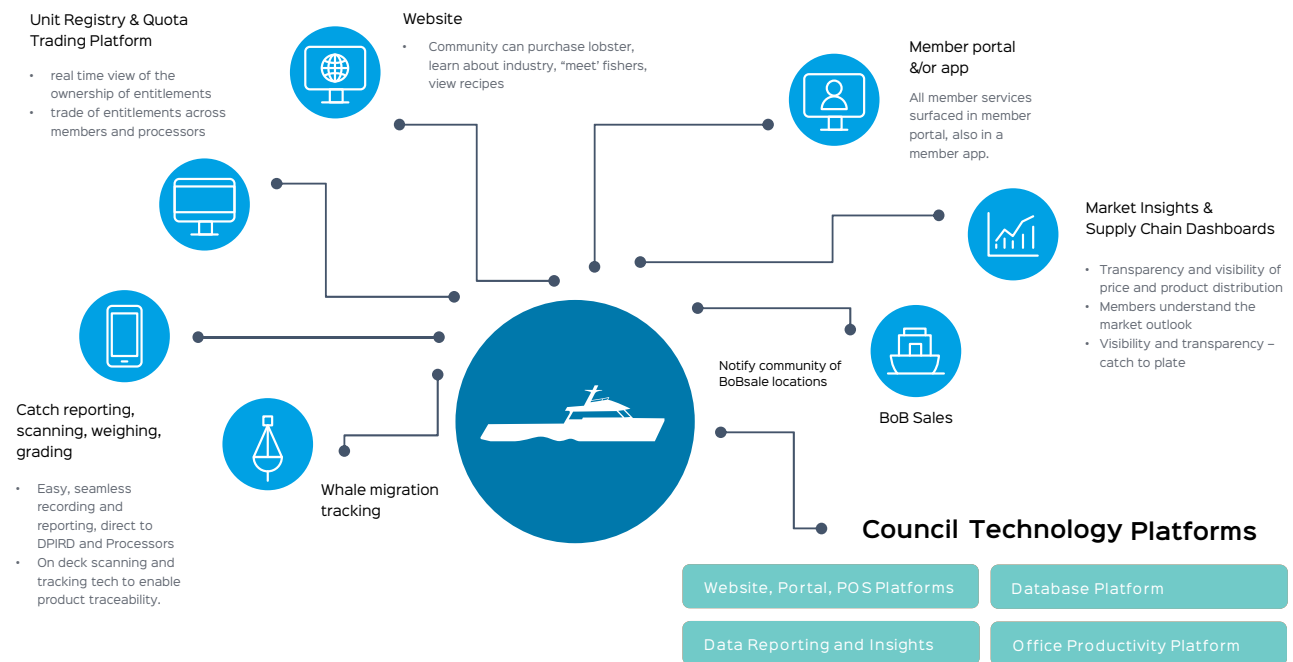 Unit Registry & Quota
Trading Platform
• real time view of the
ownership of entitlements
• trade of entitlements across
members and processors
Website
• Community can purchase lobster,
learn about industry, “meet’ fishers,
view recipes
Member portal
&/or app
All member services
surfaced in member
portal, also in a
member app.
Market Insights &
Supply Chain Dashboards
• Transparency and visibility of
price and product distribution
• Members understand the
market outlook
• Visibility and transparency –
catch to plate
Notify community of
BoBsale locations
BoB Sales
Catch reporting,
scanning, weighing,
grading
• Easy, seamless
recording and
reporting, direct to
DPIRD and Processors
• On deck scanning and
tracking tech to enable
product traceability.
Whale migration
tracking
Council Technology Platforms
Website, Portal, POS Platforms
Database Platform
Data Reporting and Insights
Office Productivity Platform